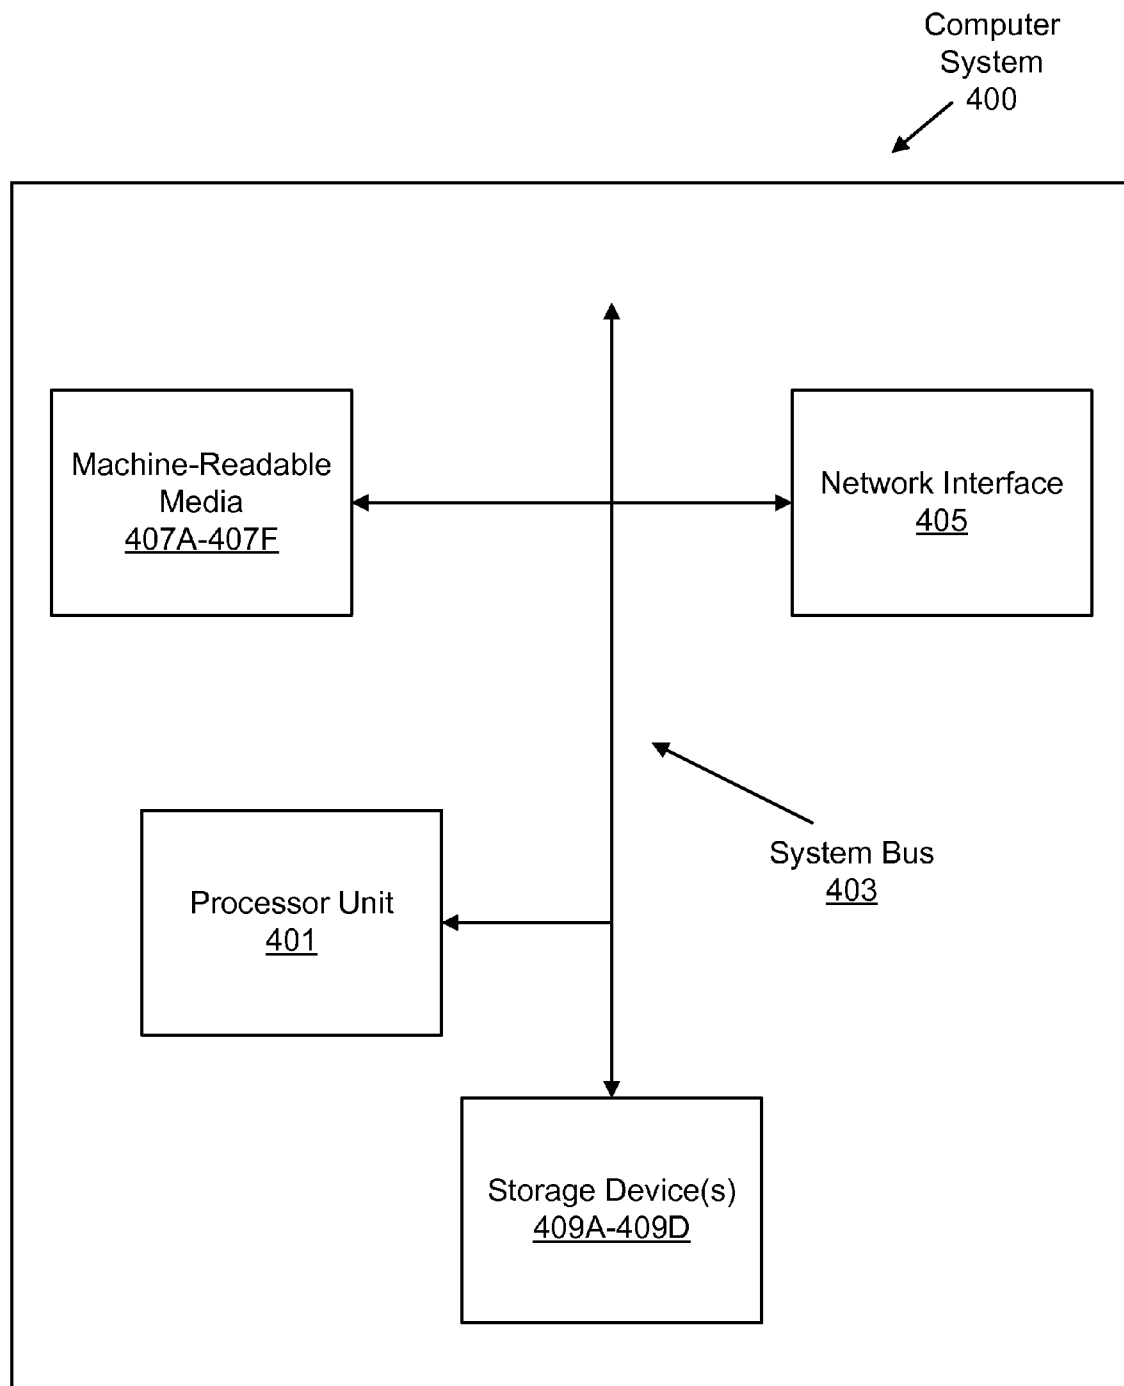 Computer
System
400
Machine-Readable
Media
407A-407F
Network Interface
405
System Bus
403
Processor Unit
401
Storage Device(s)
409A-409D